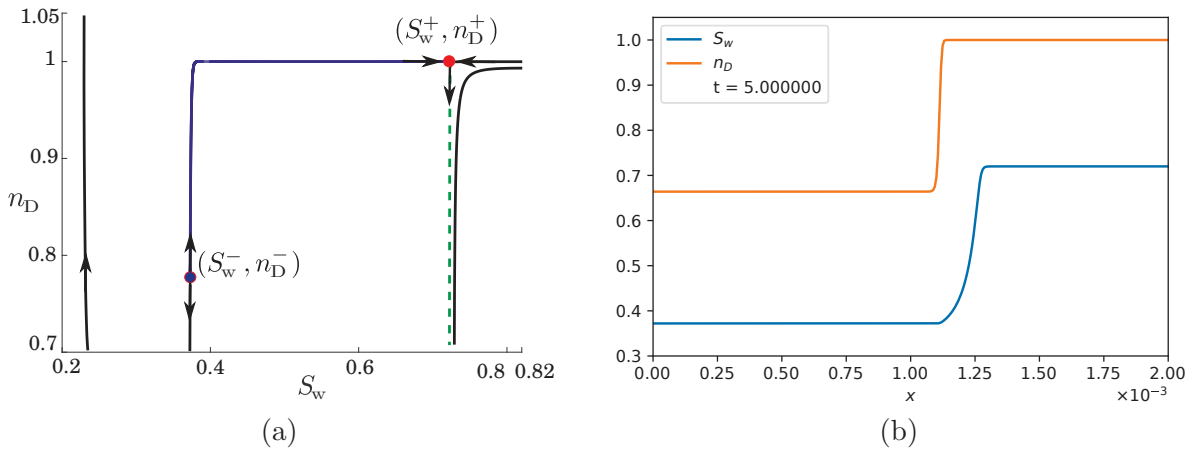 1.05
1
0.9
n_D
0.8
0.7
0.2
0.4
0.6
0.8
0.82
S_w
(S_w^+, n_D^+)
(S_w^-, n_D^-)
(a)
S_w
n_D
t = 5.000000
1.0
0.9
0.8
0.7
0.6
0.5
0.4
0.3
0.00
0.25
0.50
0.75
1.00
1.25
1.50
1.75
2.00
x
×10^-3
(b)